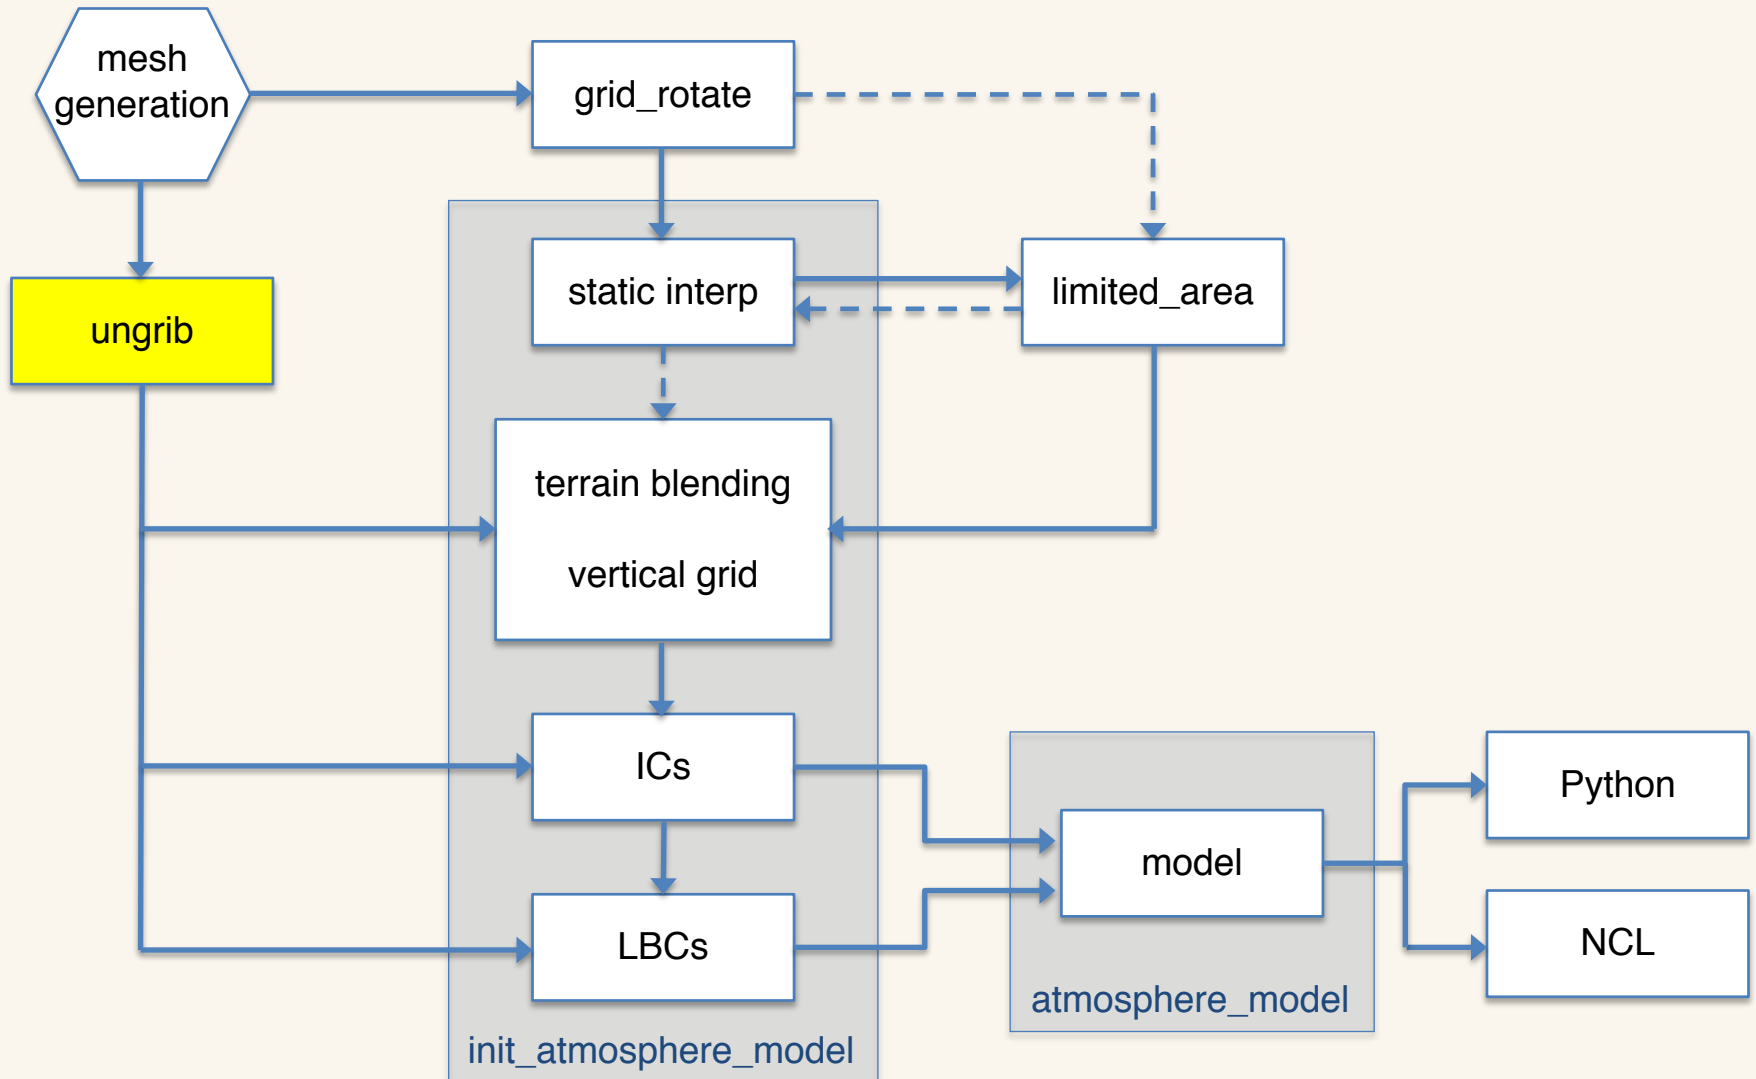 mesh
generation
grid_rotate
static interp
limited_area
ungrib
terrain blending
vertical grid
ICs
Python
model
LBCs
NCL
atmosphere_model
init_atmosphere_model